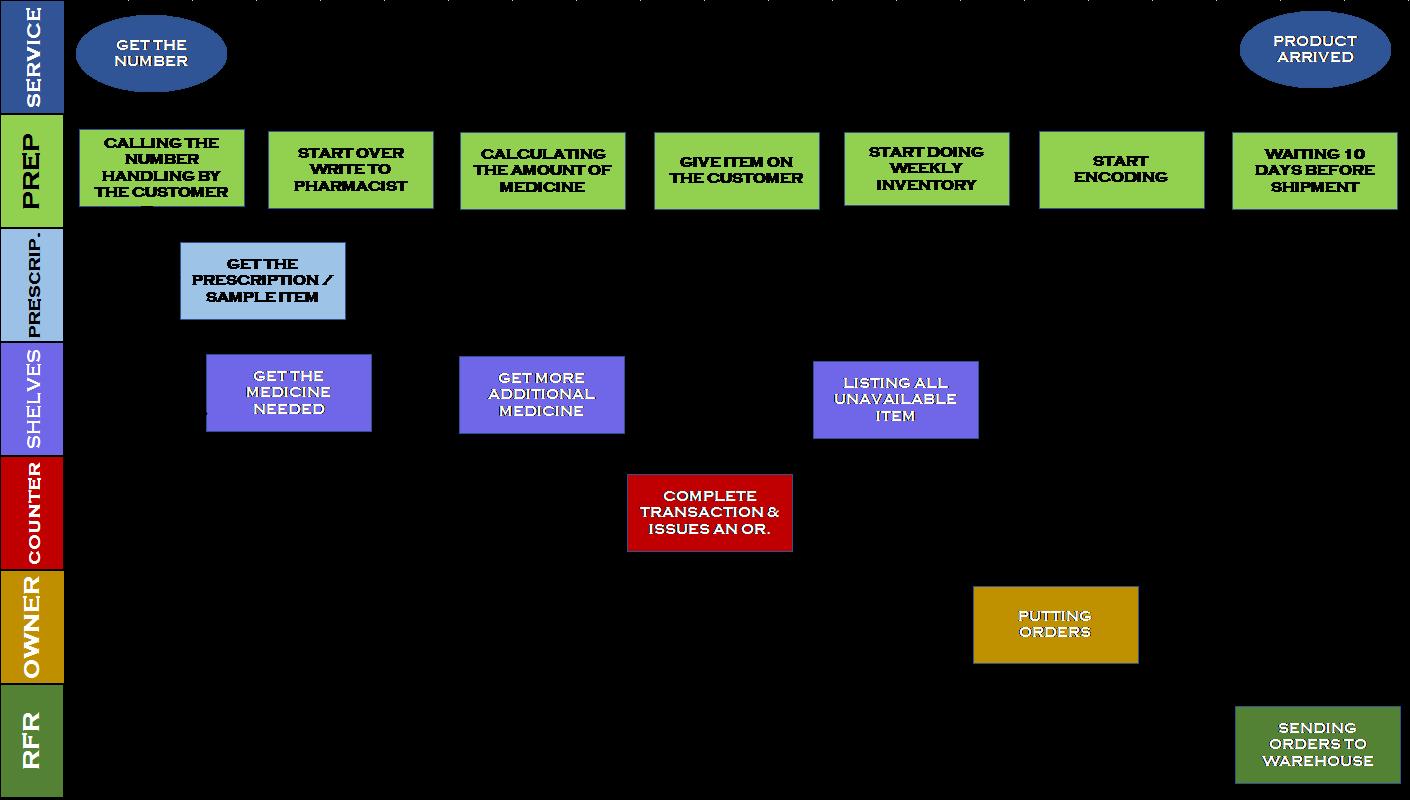 SERVICE
GET THE
NUMBER
PRODUCT
ARRIVED
PREP
CALLING THE
NUMBER
HANDLING BY
THE CUSTOMER
START OVER
WRITE TO
PHARMACIST
CALCULATING
THE AMOUNT OF
MEDICINE
GIVE ITEM ON
THE CUSTOMER
START DOING
WEEKLY
INVENTORY
START
ENCODING
WAITING 10
DAYS BEFORE
SHIPMENT
PRESCRIP.
GET THE
PRESCRIPTION /
SAMPLE ITEM
SHELVES
GET THE
MEDICINE
NEEDED
GET MORE
ADDITIONAL
MEDICINE
LISTING ALL
UNAVAILABLE
ITEM
COUNTER
COMPLETE
TRANSACTION &
ISSUES AN OR.
OWNER
PUTTING
ORDERS
RFR
SENDING
ORDERS TO
WAREHOUSE